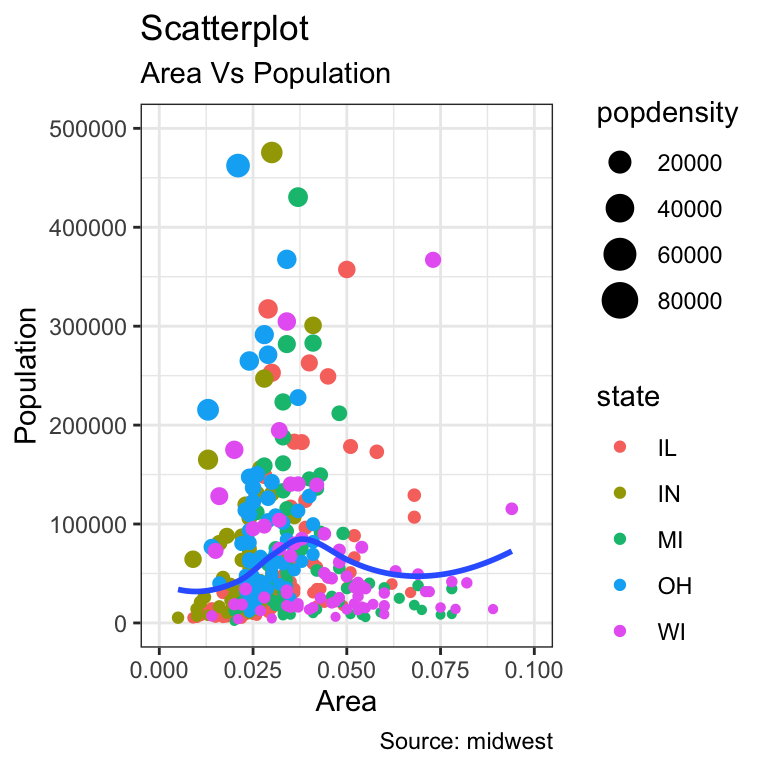 Scatterplot
Area Vs Population
Population
500000
400000
300000
200000
100000
0
0.000 0.025 0.050 0.075 0.100
Area
Source: midwest
popdensity
20000
40000
60000
80000
state
IL
IN
MI
OH
WI